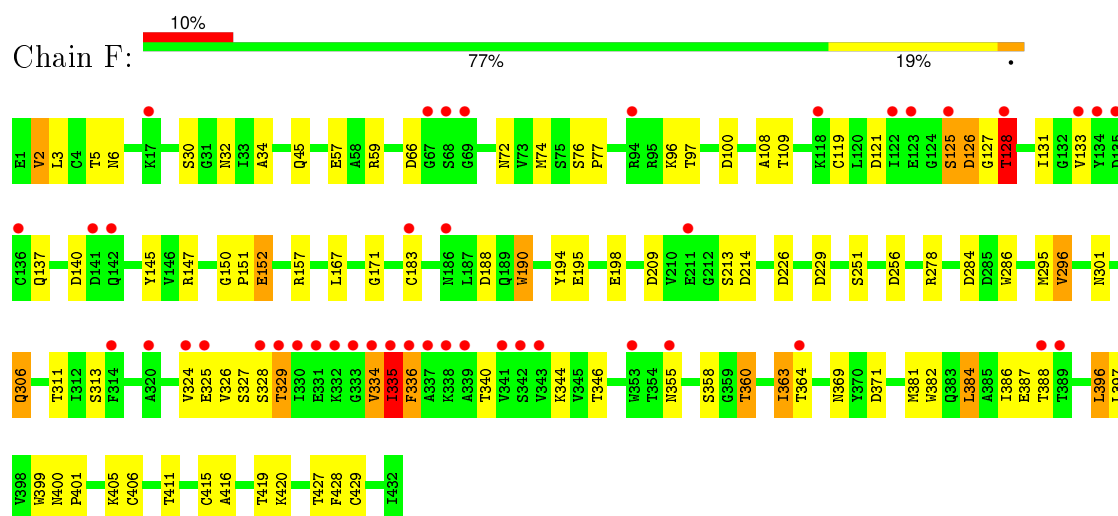 10%
Chain F:
77% 19% •
E1 V2 L3 C4 T5 N6 K17 S30 G31 N32 I33 A34 Q45 E57 A58 R59 D66 G67 S68 G69 N72 V73 M74 S75 S76 P77 R94 R95 K96 T97 D100 A108 T109 K118 C119 L120 D121 I122 E123 G124 S125 D126 G127 T128 I131 G132 V133 Y134 D135
C136 Q137 D140 D141 Q142 Y145 V146 R147 G150 P151 E152 R157 L167 G171 C183 N186 L187 D188 Q189 W190 Y194 E195 E198 D209 V210 E211 G212 S213 D214 D226 D229 S251 D256 R278 D284 D285 W286 M295 V296 N301
Q306 T311 I312 S313 F314 A320 V324 E325 V326 S327 S328 T329 I330 E331 K332 G333 V334 I335 F336 A337 K338 A339 T340 V341 S342 V343 K344 V345 T346 W353 T354 N355 S358 G359 T360 I363 T364 N369 Y370 D371 M381 W382 Q383 L384 A385 I386 E387 T388 T389 L396 L397
V398 W399 N400 P401 K405 C406 T411 C415 A416 T419 K420 T427 F428 C429 I432